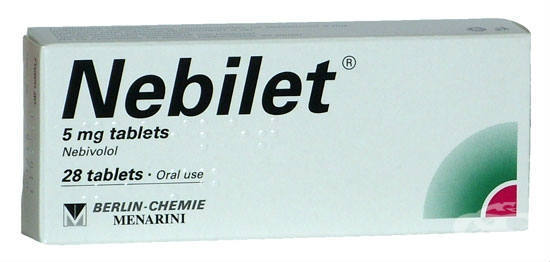 Nebilet®
5 mg tablets
Nebivolol
28 tablets · Oral use
BERLIN-CHEMIE
MENARINI